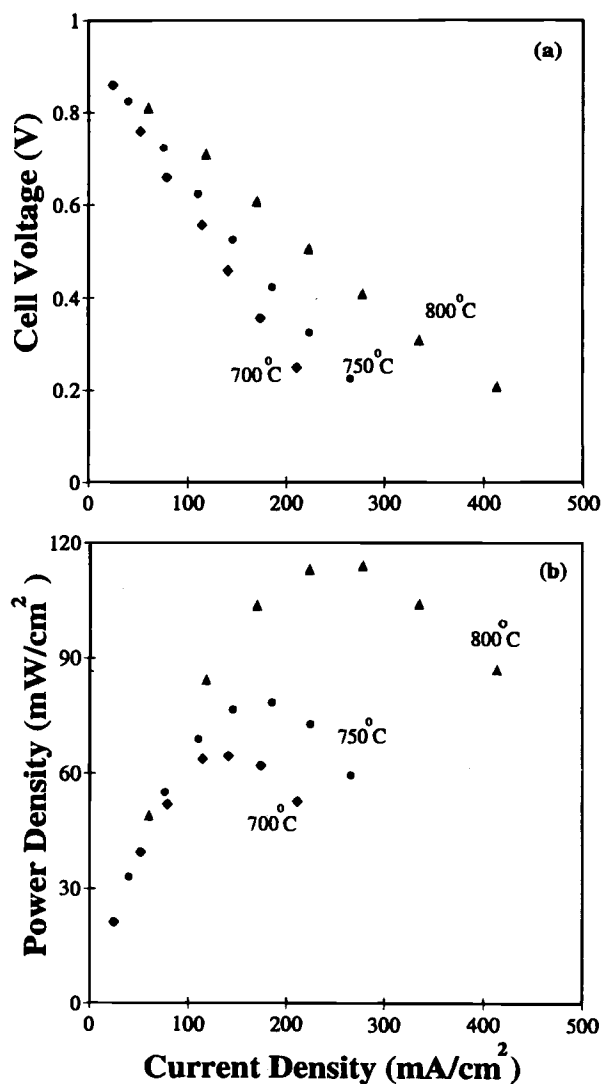 (a)
Cell Voltage (V)
1
0.8
0.6
0.4
0.2
0
800°C
750°C
700°C
0 100 200 300 400 500
(b)
Power Density (mW/cm²)
120
90
60
30
0
800°C
750°C
700°C
0 100 200 300 400 500
Current Density (mA/cm²)